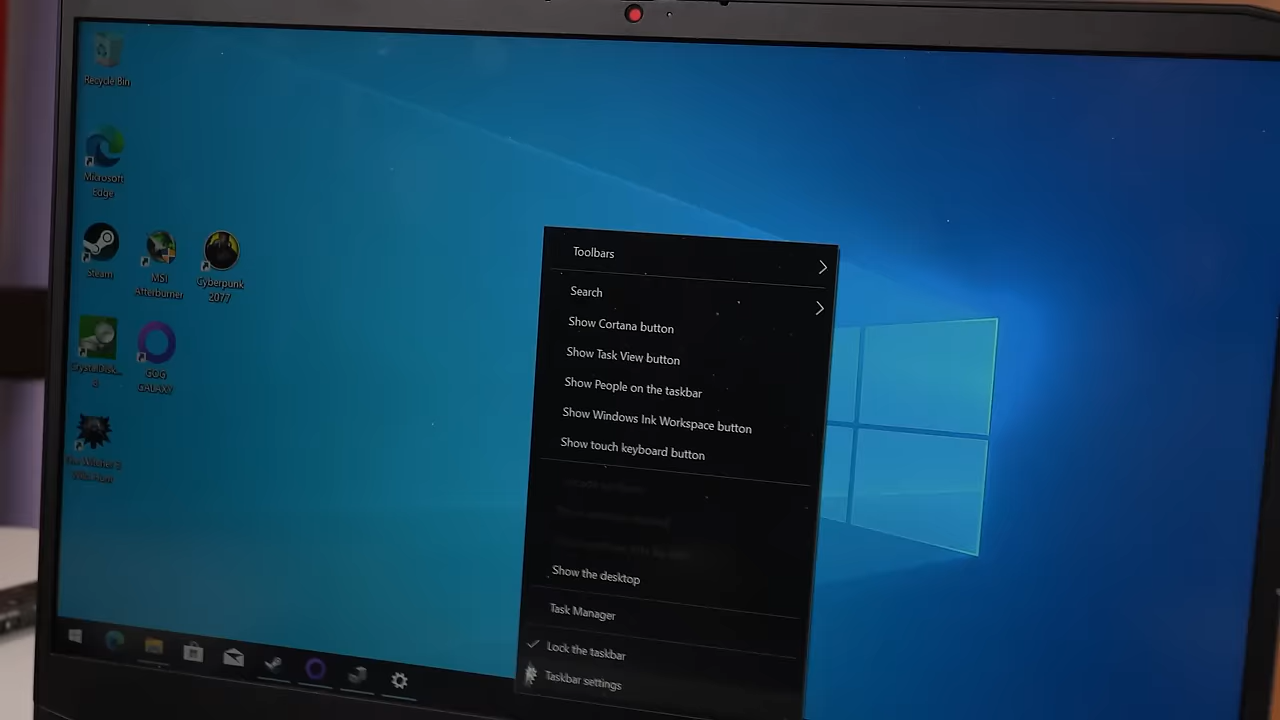 Recycle Bin
Microsoft
Edge
Steam
MSI
Afterburner
Cyberpunk
2077
CrystalDisk...
8
GOG
GALAXY
Toolbars
Search
Show Cortana button
Show Task View button
Show People on the taskbar
Show Windows Ink Workspace button
Show touch keyboard button
Show the desktop
Task Manager
Lock the taskbar
Taskbar settings